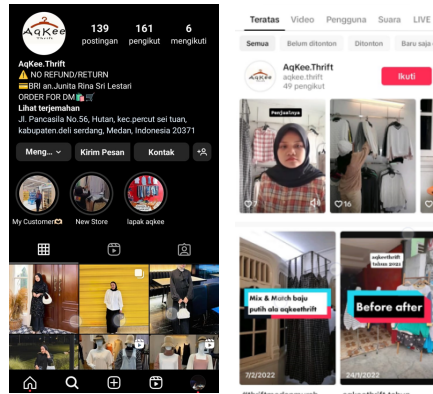 AqKee
Thrift
139
161
6
postingan
pengikut
mengikuti
AqKee.Thrift
⚠️ NO REFUND/RETURN
💳BRI an.Junita Rina Sri Lestari
ORDER FOR DM🛍️🛒
Lihat terjemahan
Jl. Pancasila No.56, Hutan, kec.percut sei tuan,
kabupaten.deli serdang, Medan, Indonesia 20371
Meng...
Kirim Pesan
Kontak
My Customer
New Store
lapak aqkee
Teratas
Video
Pengguna
Suara
LIVE
Semua
Belum ditonton
Ditonton
Baru saja
AqKee
AqKee.Thrift
aqkee.thrift
49 pengikut
Ikuti
Penjualnya
7
16
Mix & Match baju
putih ala aqkeethrift
7/2/2022
aqkeethrift
Before after
24/1/2022